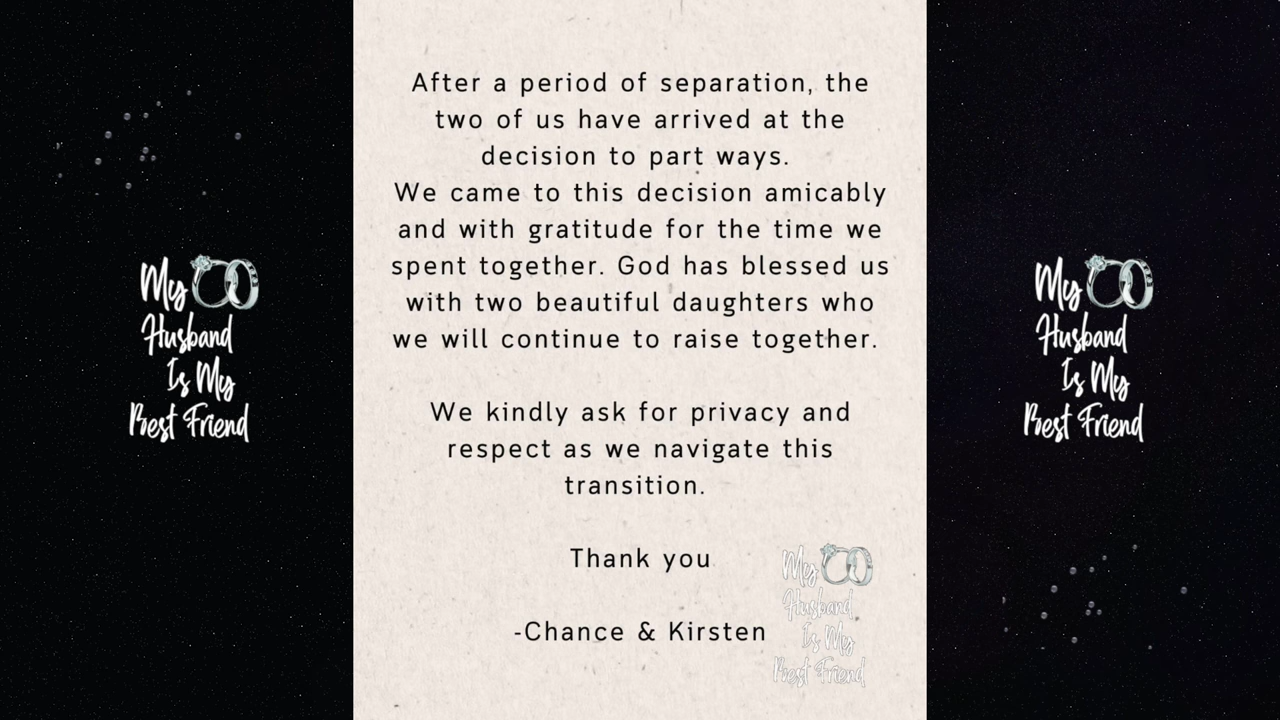 After a period of separation, the
two of us have arrived at the
decision to part ways.
We came to this decision amicably
and with gratitude for the time we
spent together. God has blessed us
with two beautiful daughters who
we will continue to raise together.
We kindly ask for privacy and
respect as we navigate this
transition.
Thank you
-Chance & Kirsten
My
Husband
Is My
Best Friend
My
Husband
Is My
Best Friend
My
Husband
Is My
Best Friend